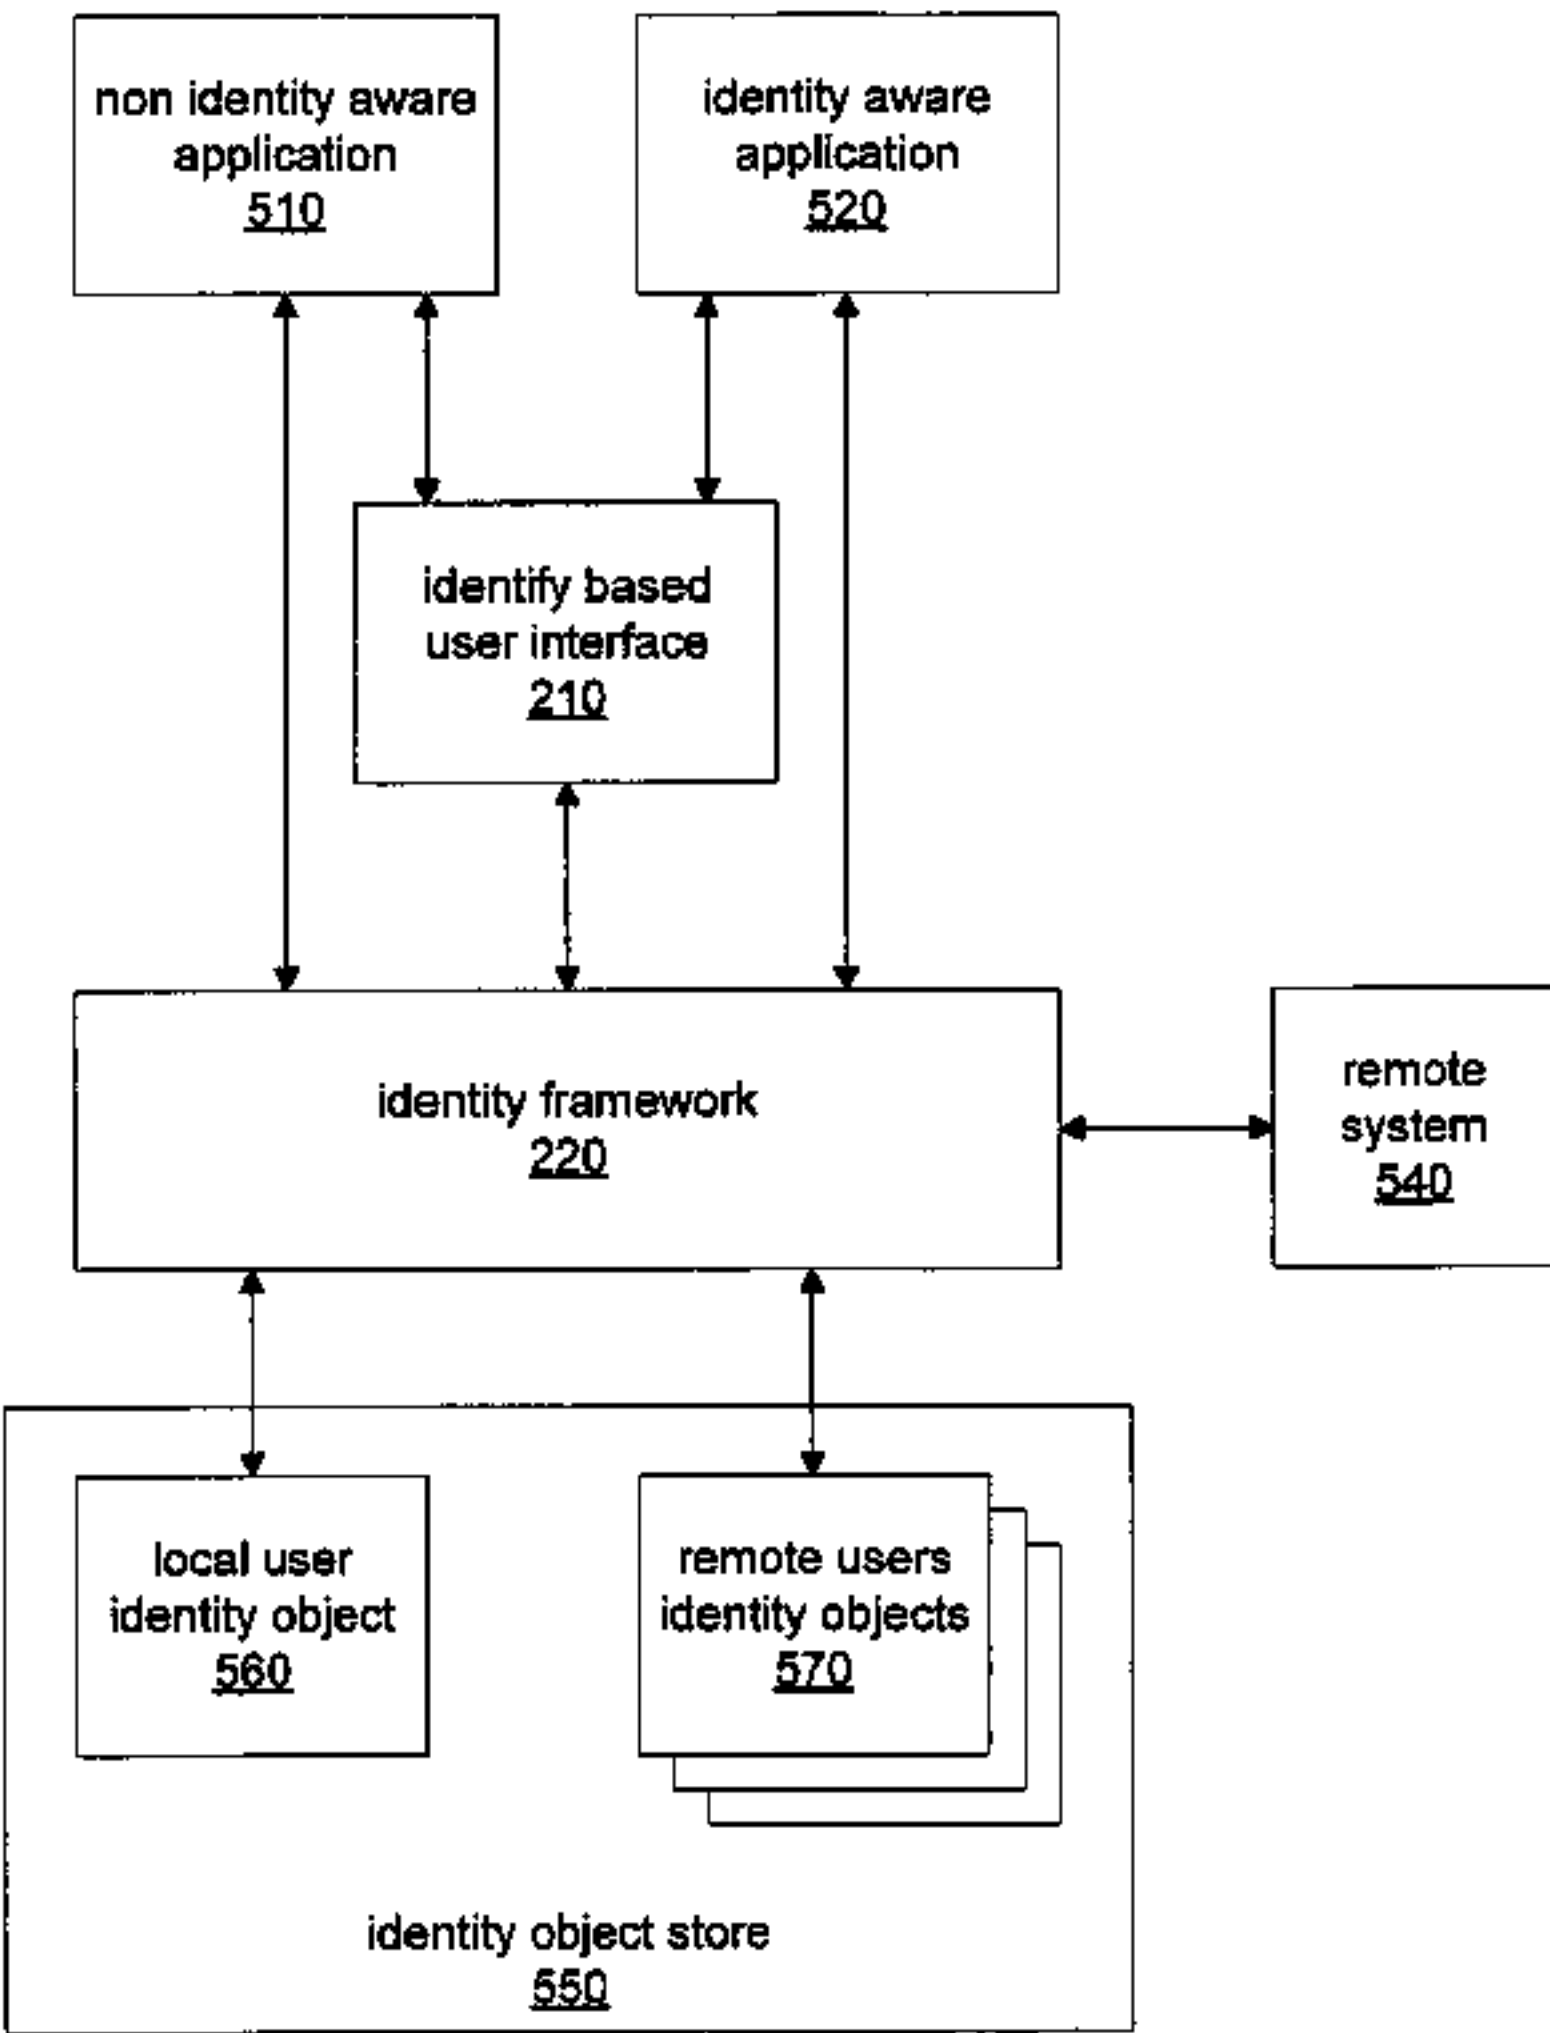 non identity aware
application
510
identity aware
application
520
identify based
user interface
210
identity framework
220
remote
system
540
local user
identity object
560
remote users
identity objects
570
identity object store
550